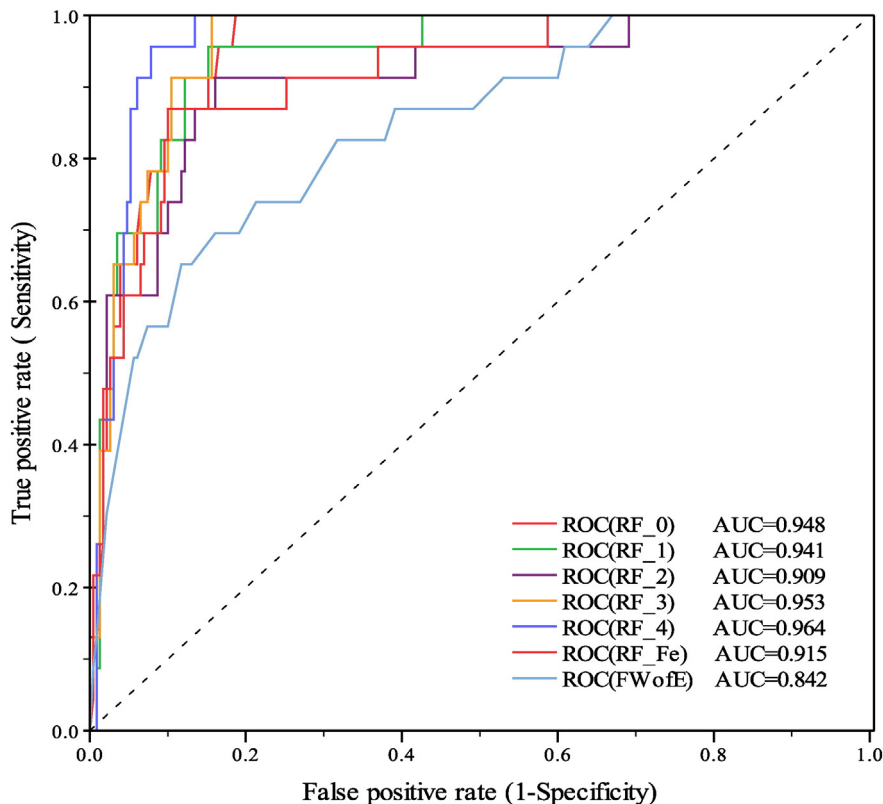 1.0
0.8
0.6
0.4
0.2
0.0
True positive rate ( Sensitivity)
ROC(RF_0) AUC=0.948
ROC(RF_1) AUC=0.941
ROC(RF_2) AUC=0.909
ROC(RF_3) AUC=0.953
ROC(RF_4) AUC=0.964
ROC(RF_Fe) AUC=0.915
ROC(FWofE) AUC=0.842
0.0 0.2 0.4 0.6 0.8 1.0
False positive rate (1-Specificity)